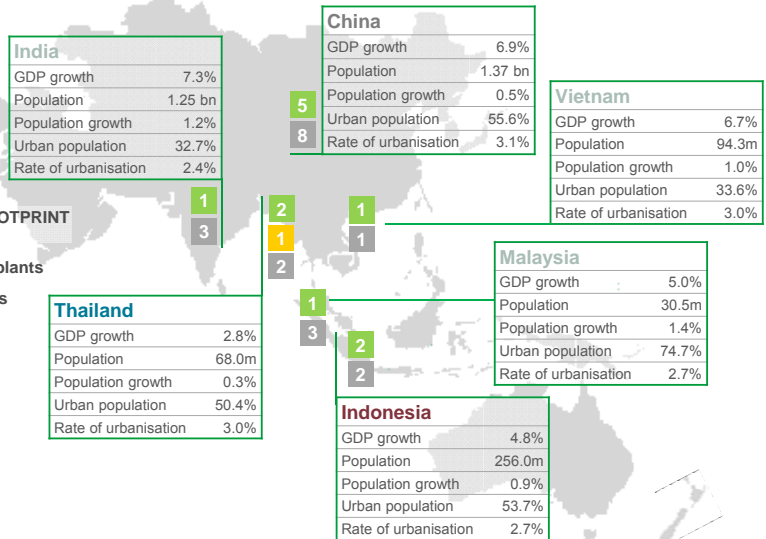 China
GDP growth 6.9%
Population 1.37 bn
Population growth 0.5%
Urban population 55.6%
Rate of urbanisation 3.1%
India
GDP growth 7.3%
Population 1.25 bn
Population growth 1.2%
Urban population 32.7%
Rate of urbanisation 2.4%
5
8
Vietnam
GDP growth 6.7%
Population 94.3m
Population growth 1.0%
Urban population 33.6%
Rate of urbanisation 3.0%
1
3
2
1
2
1
1
OTPRINT
plants
s
Malaysia
GDP growth 5.0%
Population 30.5m
Population growth 1.4%
Urban population 74.7%
Rate of urbanisation 2.7%
1
3
2
2
Thailand
GDP growth 2.8%
Population 68.0m
Population growth 0.3%
Urban population 50.4%
Rate of urbanisation 3.0%
Indonesia
GDP growth 4.8%
Population 256.0m
Population growth 0.9%
Urban population 53.7%
Rate of urbanisation 2.7%